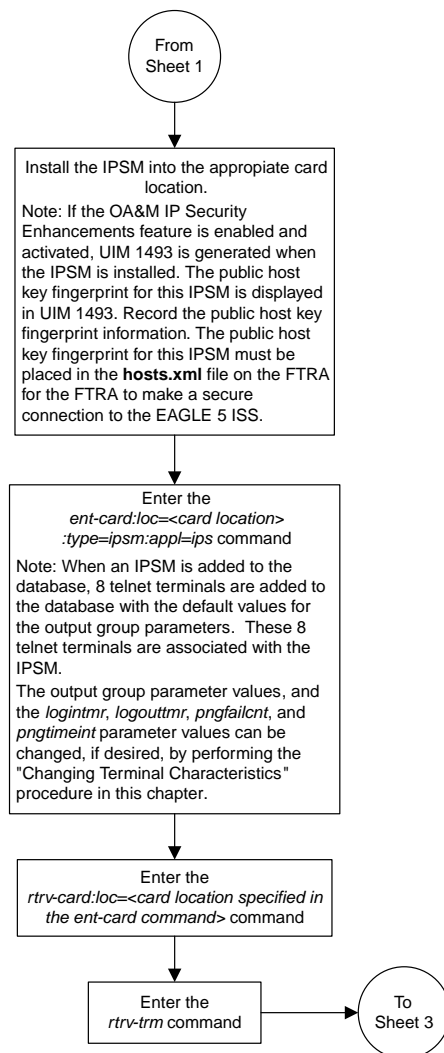 From
Sheet 1
Install the IPSM into the appropiate card
location.
Note: If the OA&M IP Security
Enhancements feature is enabled and
activated, UIM 1493 is generated when
the IPSM is installed. The public host
key fingerprint for this IPSM is displayed
in UIM 1493. Record the public host key
fingerprint information. The public host
key fingerprint for this IPSM must be
placed in the hosts.xml file on the FTRA
for the FTRA to make a secure
connection to the EAGLE 5 ISS.
Enter the
ent-card:loc=<card location>
:type=ipsm:appl=ips command
Note: When an IPSM is added to the
database, 8 telnet terminals are added to
the database with the default values for
the output group parameters. These 8
telnet terminals are associated with the
IPSM.
The output group parameter values, and
the logintmr, logouttmr, pngfailcnt, and
pngtimeint parameter values can be
changed, if desired, by performing the
"Changing Terminal Characteristics"
procedure in this chapter.
Enter the
rtrv-card:loc=<card location specified in
the ent-card command> command
Enter the
rtrv-trm command
To
Sheet 3